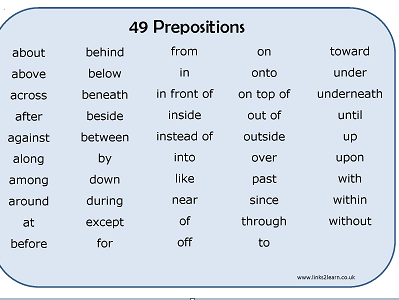 49 Prepositions
about behind from on toward
above below in onto under
across beneath in front of on top of underneath
after beside inside out of until
against between instead of outside up
along by into over upon
among down like past with
around during near since within
at except of through without
before for off to
www.links2learn.co.uk